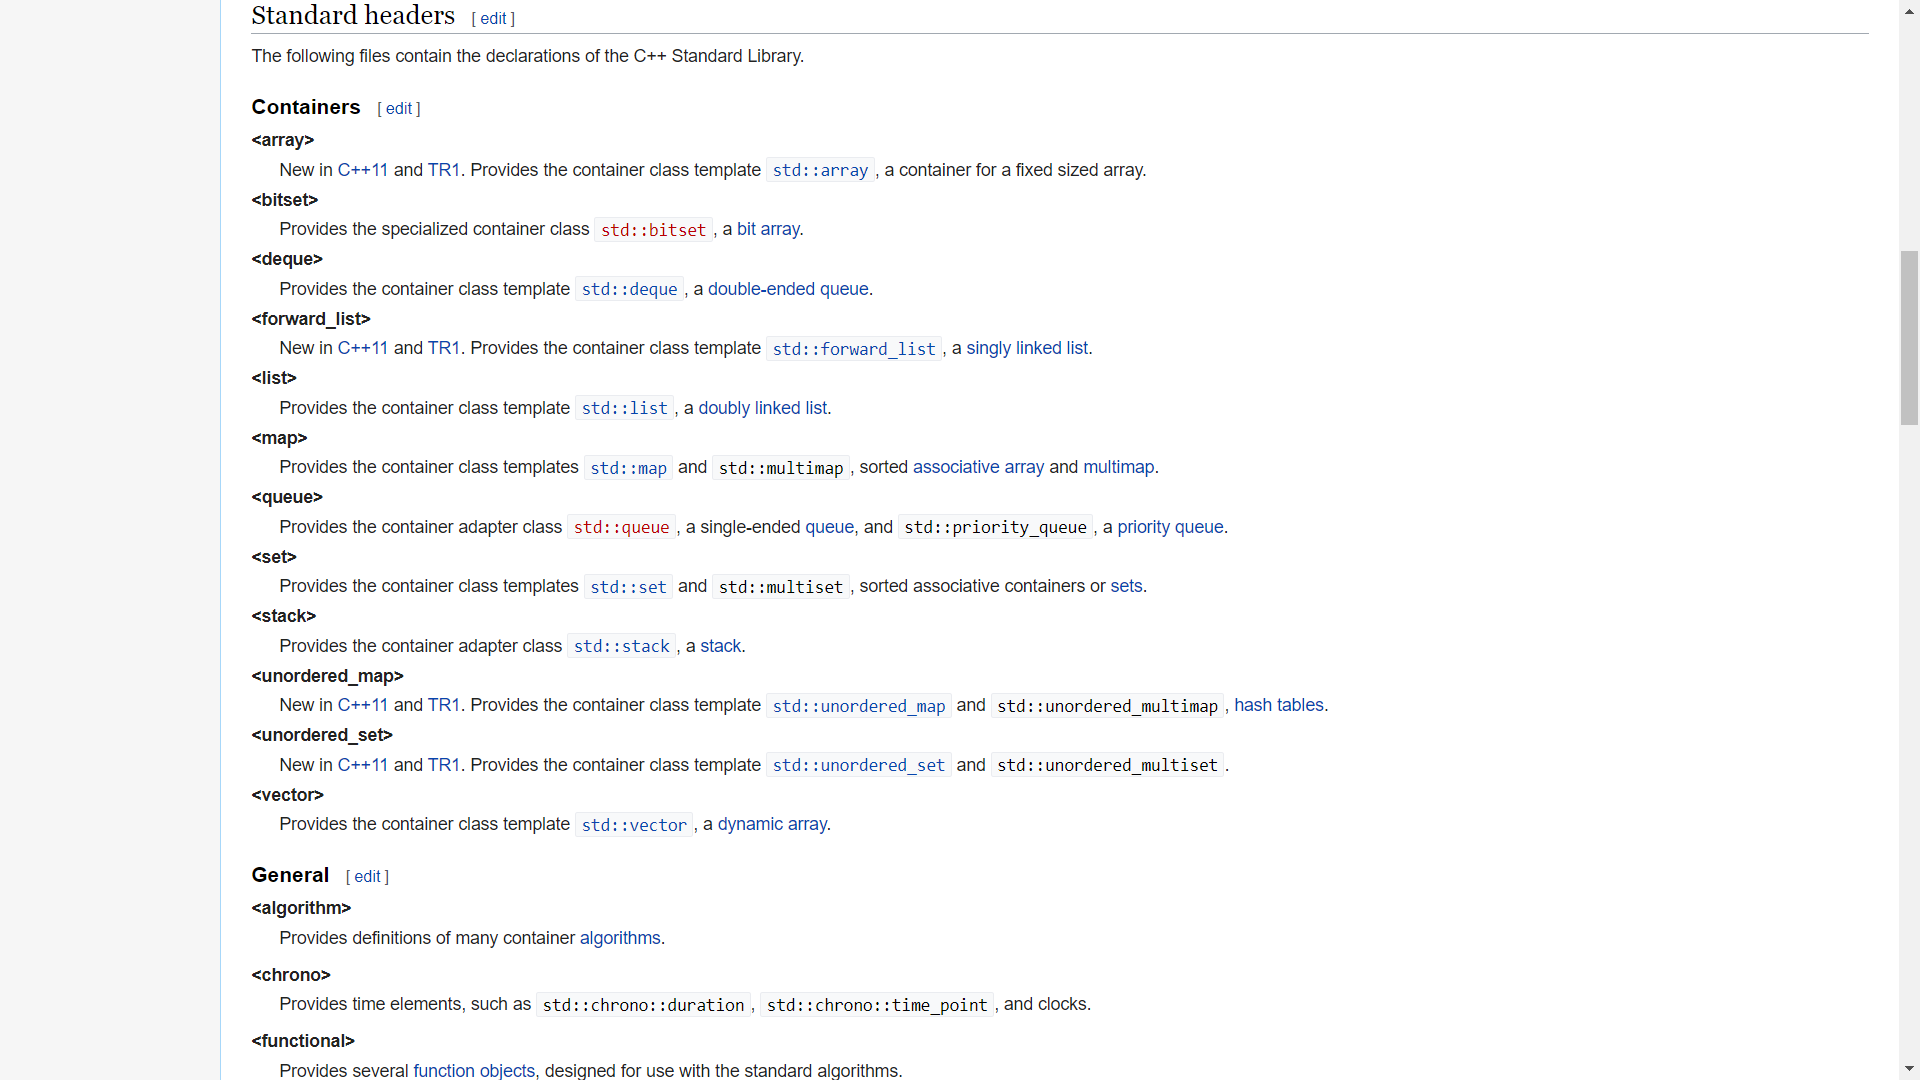 Standard headers [ edit ]
The following files contain the declarations of the C++ Standard Library.
Containers [ edit ]
<array>
New in C++11 and TR1. Provides the container class template std::array, a container for a fixed sized array.
<bitset>
Provides the specialized container class std::bitset, a bit array.
<deque>
Provides the container class template std::deque, a double-ended queue.
<forward_list>
New in C++11 and TR1. Provides the container class template std::forward_list, a singly linked list.
<list>
Provides the container class template std::list, a doubly linked list.
<map>
Provides the container class templates std::map and std::multimap, sorted associative array and multimap.
<queue>
Provides the container adapter class std::queue, a single-ended queue, and std::priority_queue, a priority queue.
<set>
Provides the container class templates std::set and std::multiset, sorted associative containers or sets.
<stack>
Provides the container adapter class std::stack, a stack.
<unordered_map>
New in C++11 and TR1. Provides the container class template std::unordered_map and std::unordered_multimap, hash tables.
<unordered_set>
New in C++11 and TR1. Provides the container class template std::unordered_set and std::unordered_multiset.
<vector>
Provides the container class template std::vector, a dynamic array.
General [ edit ]
<algorithm>
Provides definitions of many container algorithms.
<chrono>
Provides time elements, such as std::chrono::duration, std::chrono::time_point, and clocks.
<functional>
Provides several function objects, designed for use with the standard algorithms.